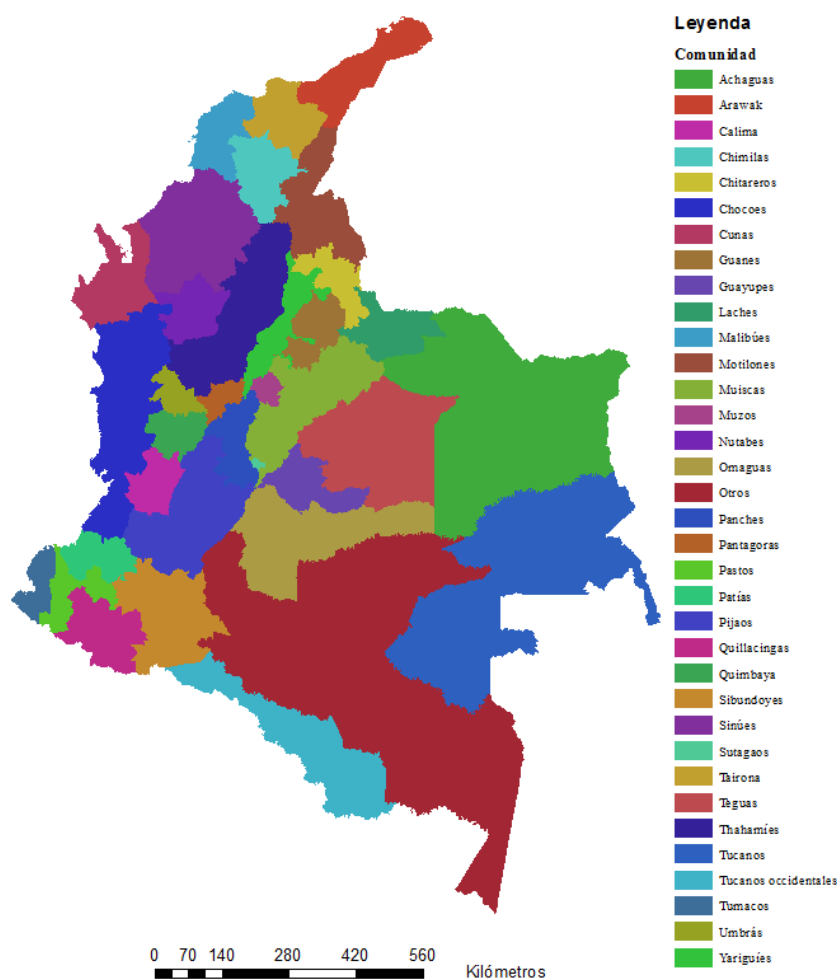 Leyenda
Comunidad
Achaguas
Arawak
Calima
Chimilas
Chitareros
Chocoes
Cunas
Guanes
Guayupes
Laches
Malibúes
Motilones
Muiscas
Muzos
Nutabes
Omaguas
Otros
Panches
Pantagoras
Pastos
Patías
Pijaos
Quillacingas
Quimbaya
Sibundoyes
Sinúes
Sutagaos
Tairona
Teguas
Thahamíes
Tucanos
Tucanos occidentales
Tumacos
Umbrás
Yariguíes
0 70 140 280 420 560
Kilómetros